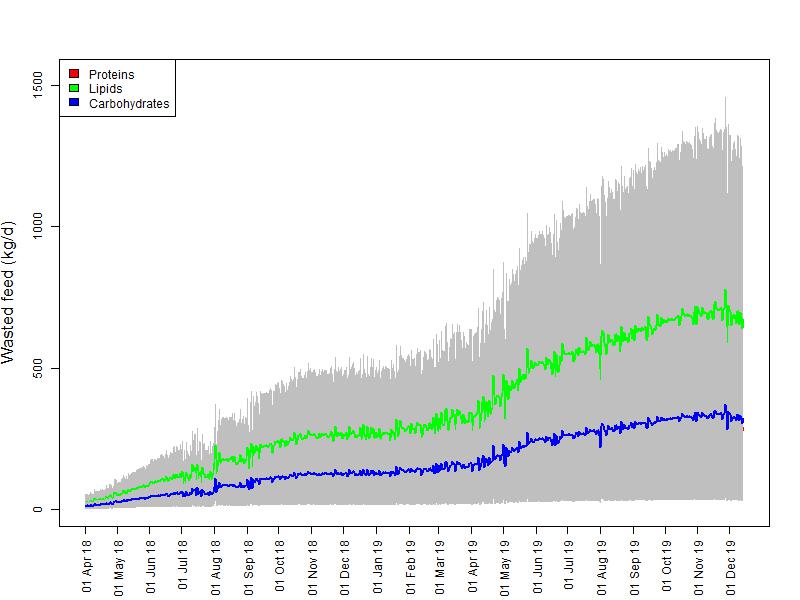 Proteins
Lipids
Carbohydrates
Wasted feed (kg/d)
1500
1000
500
0
01 Apr 18
01 May 18
01 Jun 18
01 Jul 18
01 Aug 18
01 Sep 18
01 Oct 18
01 Nov 18
01 Dec 18
01 Jan 19
01 Feb 19
01 Mar 19
01 Apr 19
01 May 19
01 Jun 19
01 Jul 19
01 Aug 19
01 Sep 19
01 Oct 19
01 Nov 19
01 Dec 19